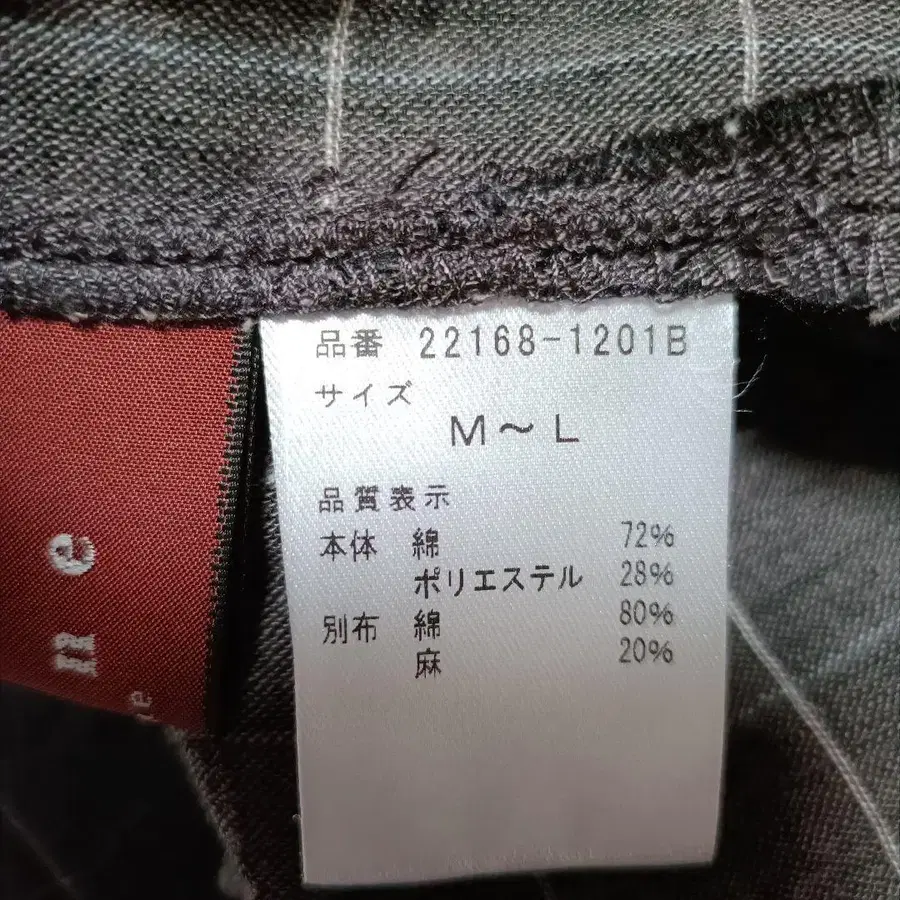 品番 22168-1201B
サイズ
M～L
品質表示
本体 綿 72%
ポリエステル 28%
別布 綿 80%
麻 20%
me